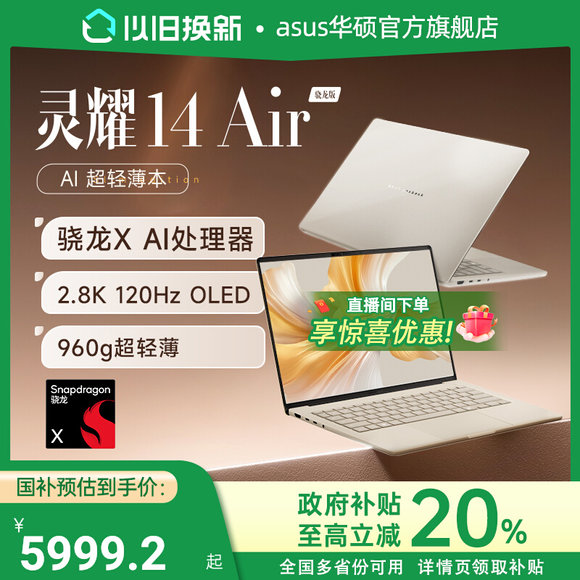 以旧换新 • asus华硕官方旗舰店
灵耀14 Air 骁龙版
AI 超轻薄本
骁龙X AI处理器
2.8K 120Hz OLED
960g超轻薄
直播间下单
享惊喜优惠!
Snapdragon
骁龙
X
国补预估到手价:
¥5999.2 起
政府补贴
至高立减 20%
全国多省份可用 详情页领取补贴